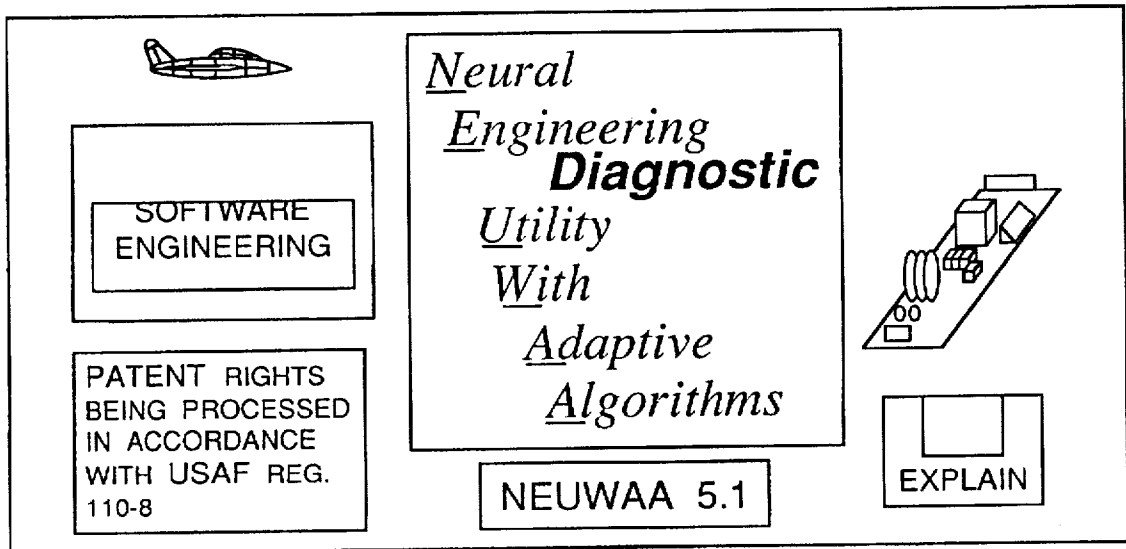 SOFTWARE
ENGINEERING
PATENT RIGHTS
BEING PROCESSED
IN ACCORDANCE
WITH USAF REG.
110-8
Neural
Engineering
Diagnostic
Utility
With
Adaptive
Algorithms
NEUWAA 5.1
EXPLAIN